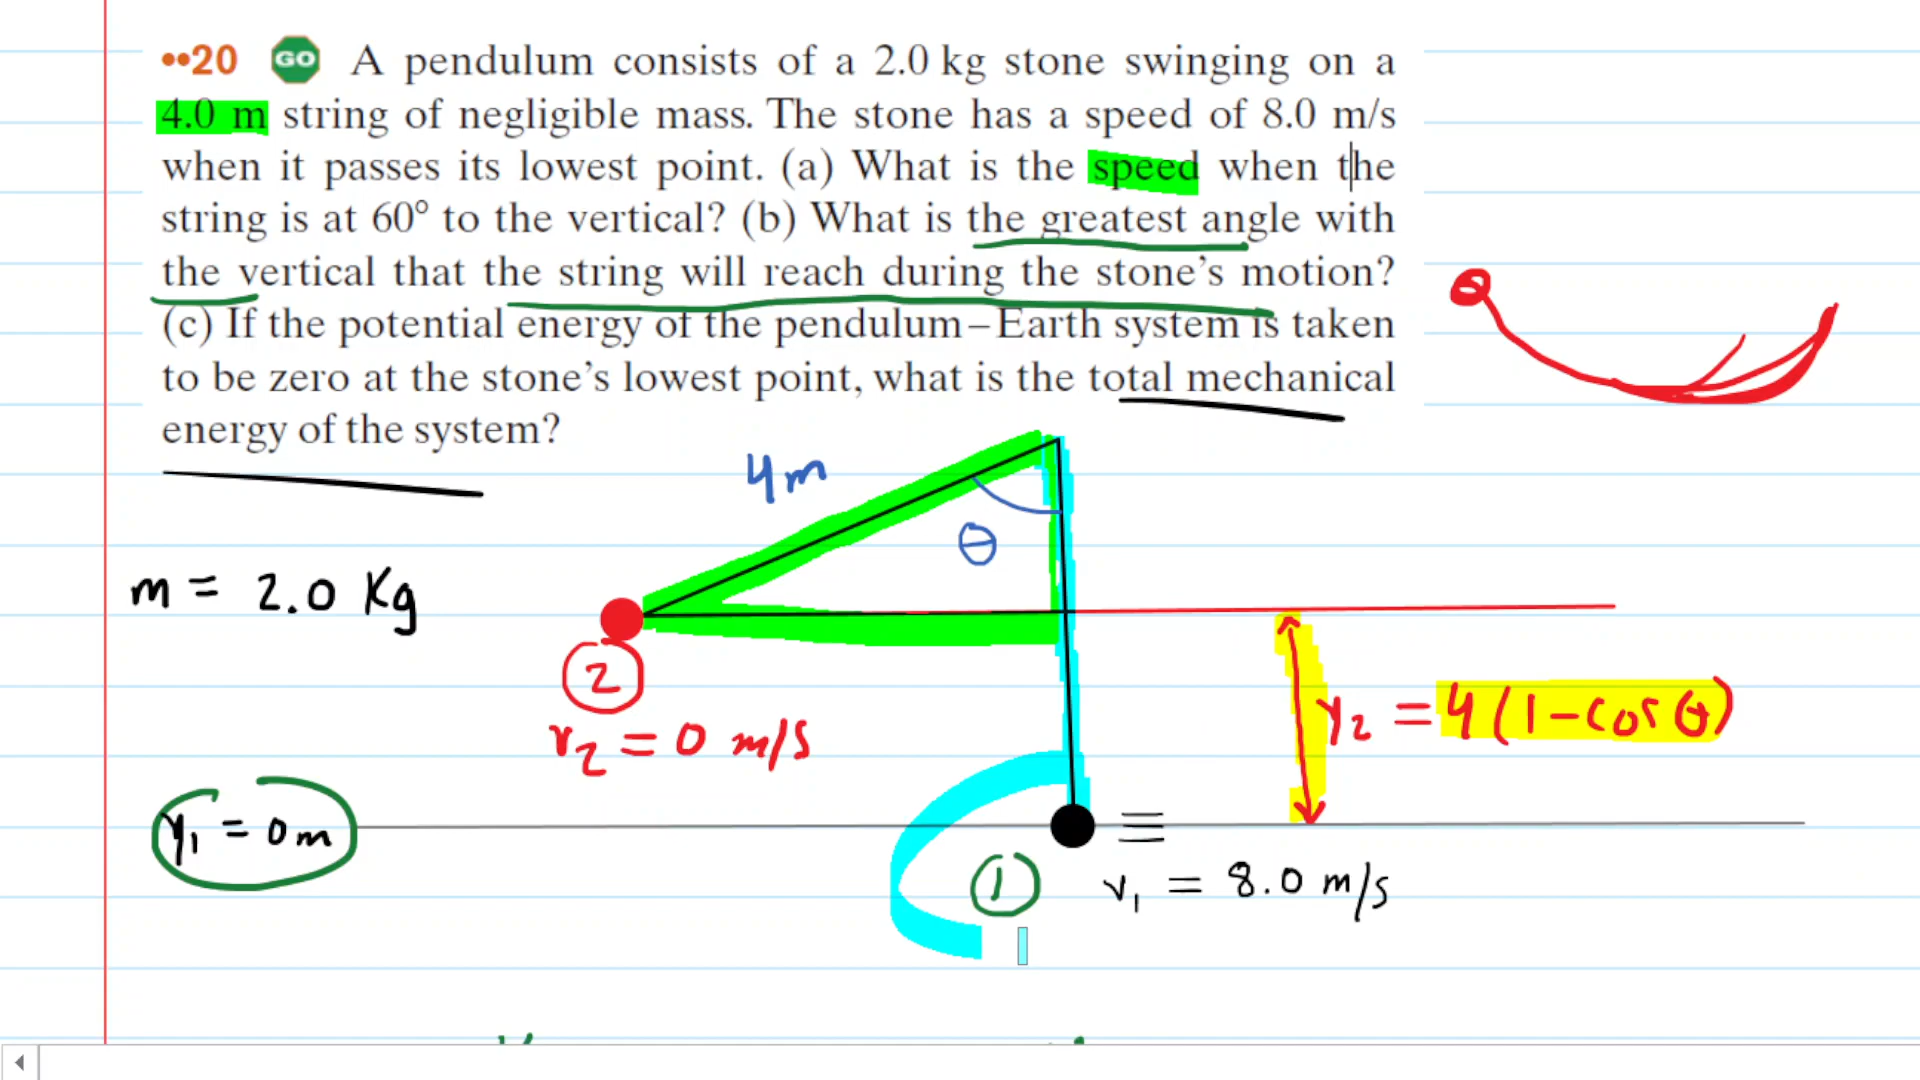 ••20 GO A pendulum consists of a 2.0 kg stone swinging on a
4.0 m string of negligible mass. The stone has a speed of 8.0 m/s
when it passes its lowest point. (a) What is the speed when the
string is at 60° to the vertical? (b) What is the greatest angle with
the vertical that the string will reach during the stone's motion?
(c) If the potential energy of the pendulum–Earth system is taken
to be zero at the stone's lowest point, what is the total mechanical
energy of the system?
4m
θ
m = 2.0 Kg
2
v₂ = 0 m/s
y₂ = 4(1-cosθ)
y₁ = 0m
1
v₁ = 8.0 m/s